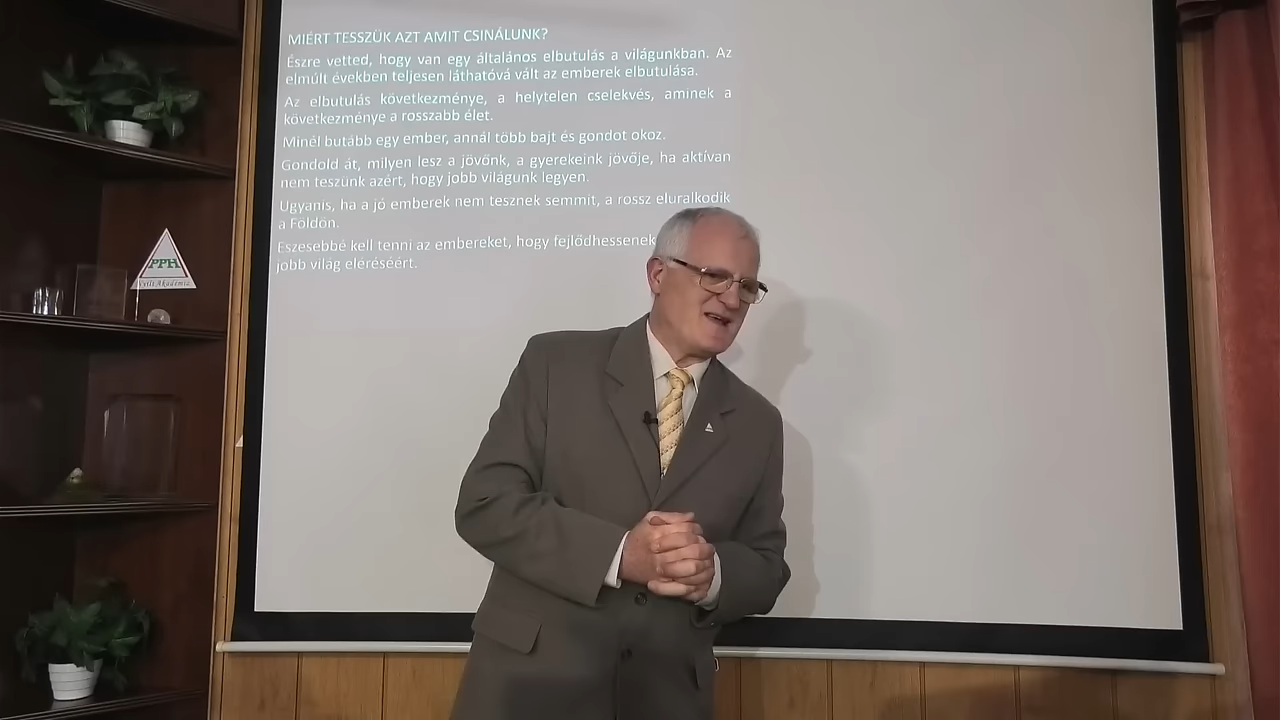 MIÉRT TESSZÜK AZT AMIT CSINÁLUNK?
Észre vetted, hogy van egy általános elbutulás a világunkban. Az
elmúlt években teljesen láthatóvá vált az emberek elbutulása.
Az elbutulás következménye, a helytelen cselekvés, aminek a
következménye a rosszabb élet.
Minél butább egy ember, annál több bajt és gondot okoz.
Gondold át, milyen lesz a jövőnk, a gyerekeink jövője, ha aktívan
nem teszünk azért, hogy jobb világunk legyen.
Ugyanis, ha a jó emberek nem tesznek semmit, a rossz eluralkodik
a Földön.
Eszesebbé kell tenni az embereket, hogy fejlődhessenek
jobb világ eléréséért.
PPH
Nyílt Akadémia